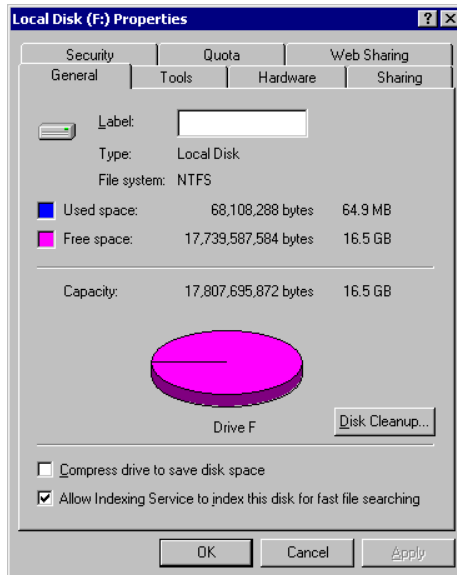 Local Disk (F:) Properties
Security Quota Web Sharing
General Tools Hardware Sharing
Label:
Type: Local Disk
File system: NTFS
Used space: 68,108,288 bytes 64.9 MB
Free space: 17,739,587,584 bytes 16.5 GB
Capacity: 17,807,695,872 bytes 16.5 GB
Drive F
Disk Cleanup...
Compress drive to save disk space
Allow Indexing Service to index this disk for fast file searching
OK Cancel Apply